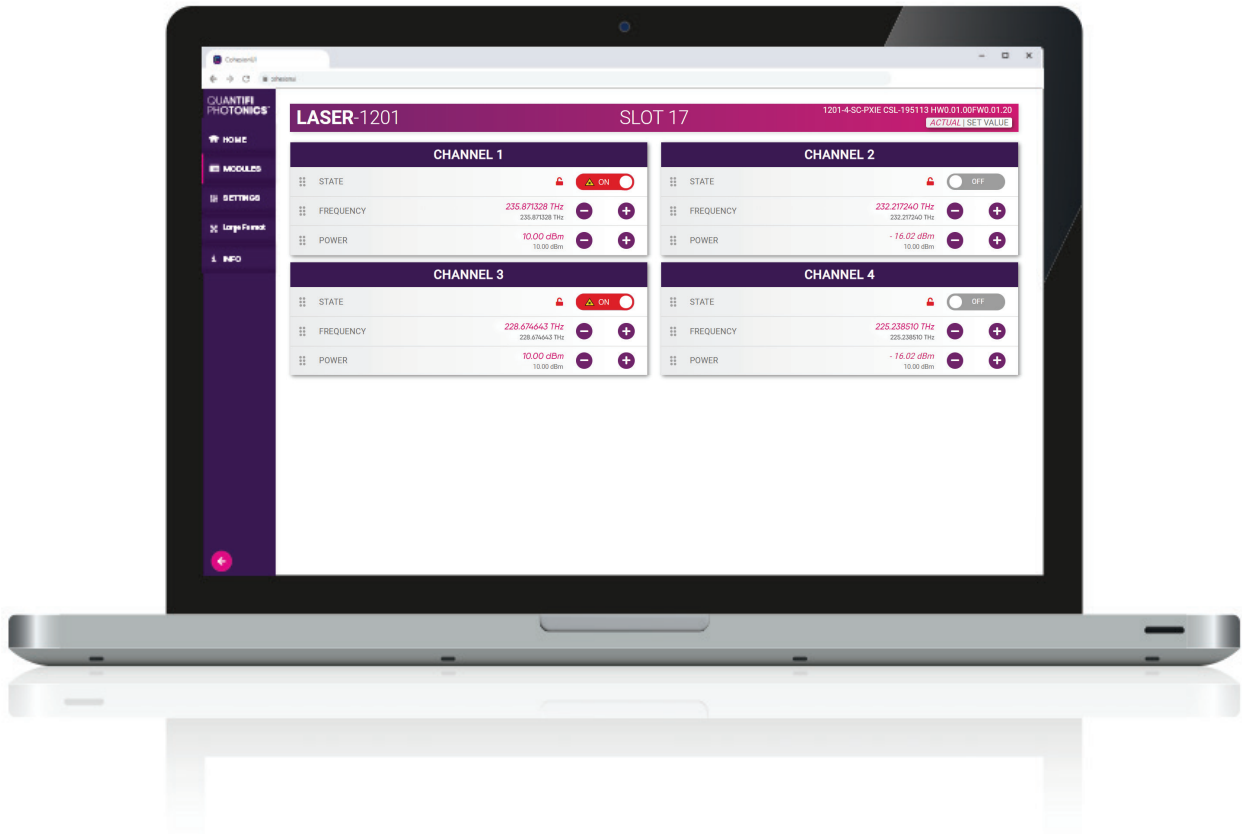 CohesionUI
cohesionui
QUANTIFI
PHOTONICS™
HOME
MODULES
SETTINGS
Large Format
INFO
LASER-1201
SLOT 17
1201-4-SC-PXIE CSL-195113 HW0.01.00FW0.01.20
ACTUAL | SET VALUE
CHANNEL 1
STATE
ON
FREQUENCY
235.871328 THz
235.871328 THz
POWER
10.00 dBm
10.00 dBm
CHANNEL 2
STATE
OFF
FREQUENCY
232.217240 THz
232.217240 THz
POWER
- 16.02 dBm
10.00 dBm
CHANNEL 3
STATE
ON
FREQUENCY
228.674643 THz
228.674643 THz
POWER
10.00 dBm
10.00 dBm
CHANNEL 4
STATE
OFF
FREQUENCY
225.238510 THz
225.238510 THz
POWER
- 16.02 dBm
10.00 dBm